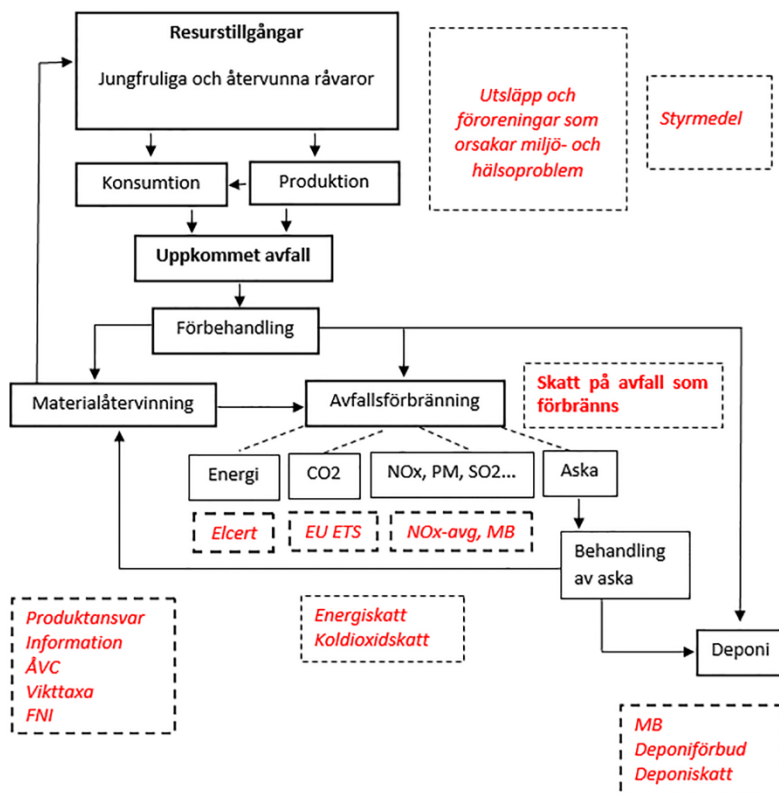 Resurstillgångar
Jungfruliga och återvunna råvaror
Utsläpp och
föroreningar som
orsakar miljö- och
hälsoproblem
Styrmedel
Konsumtion
Produktion
Uppkommet avfall
Förbehandling
Materialåtervinning
Avfallsförbränning
Skatt på avfall som
förbränns
Energi
CO2
NOx, PM, SO2...
Aska
Elcert
EU ETS
NOx-avg, MB
Behandling
av aska
Produktansvar
Information
ÅVC
Vikttaxa
FNI
Energiskatt
Koldioxidskatt
Deponi
MB
Deponiförbud
Deponiskatt